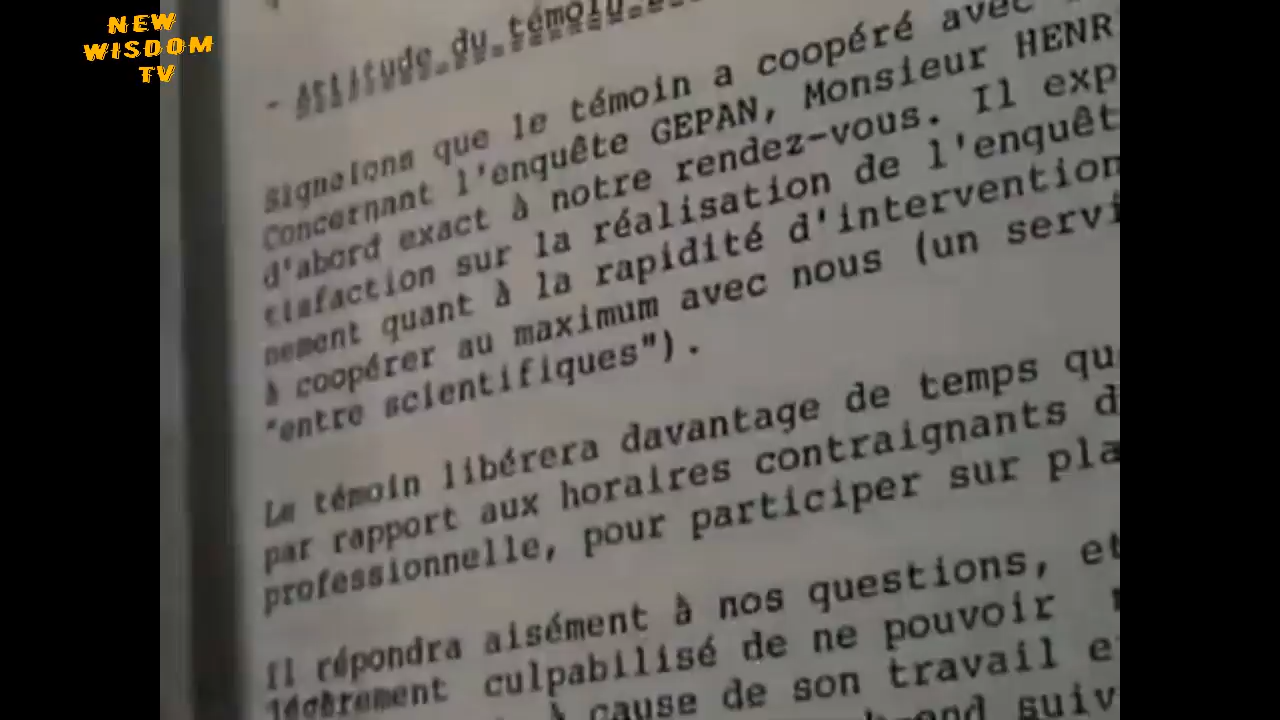 NEW
WISDOM
TV
- Attitude du témoin
Signalons que le témoin a coopéré avec
Concernant l'enquête GEPAN, Monsieur HENR
d'abord exact à notre rendez-vous. Il exp
tisfaction sur la réalisation de l'enquêt
nement quant à la rapidité d'intervention
à coopérer au maximum avec nous (un servi
"entre scientifiques").
Le témoin libérera davantage de temps qu
par rapport aux horaires contraignants d
professionnelle, pour participer sur pla
Il répondra aisément à nos questions, et
légèrement culpabilisé de ne pouvoir
à cause de son travail e
suiv